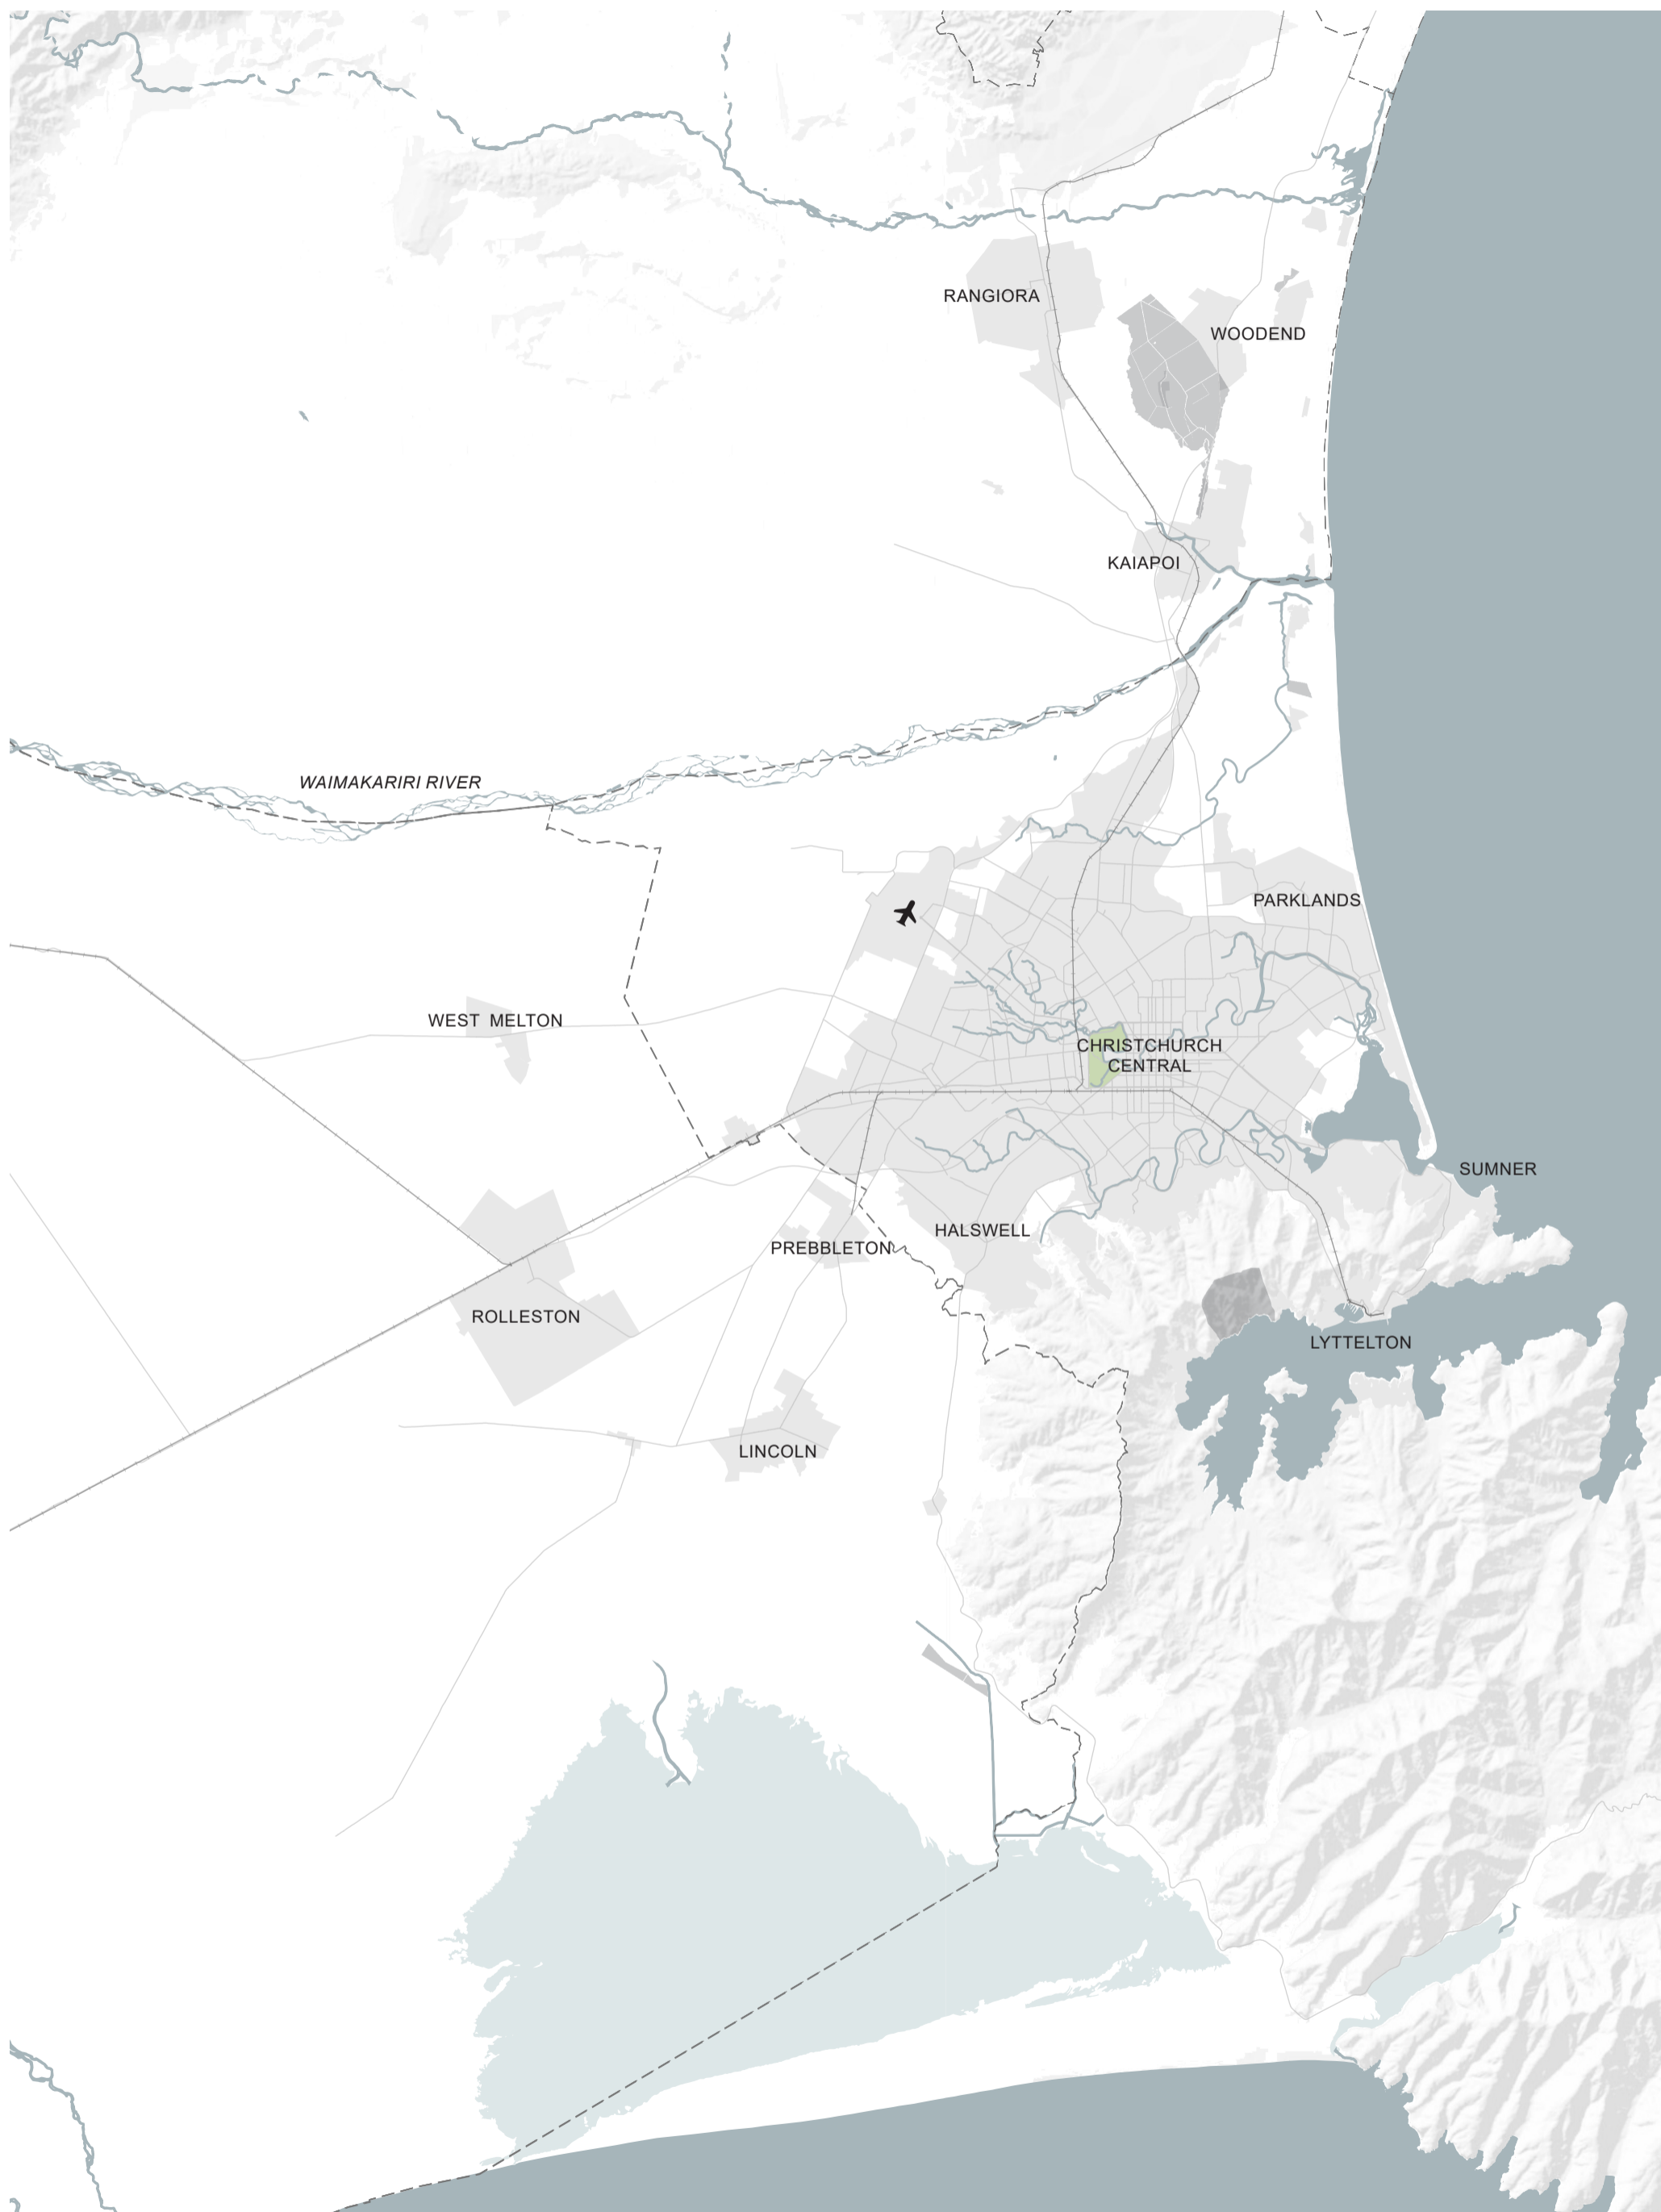 RANGIORA
WOODEND
KAIAPOI
WAIMAKARIRI RIVER
PARKLANDS
WEST MELTON
CHRISTCHURCH
CENTRAL
SUMNER
HALSWELL
PREBBLETON
ROLLESTON
LYTTELTON
LINCOLN